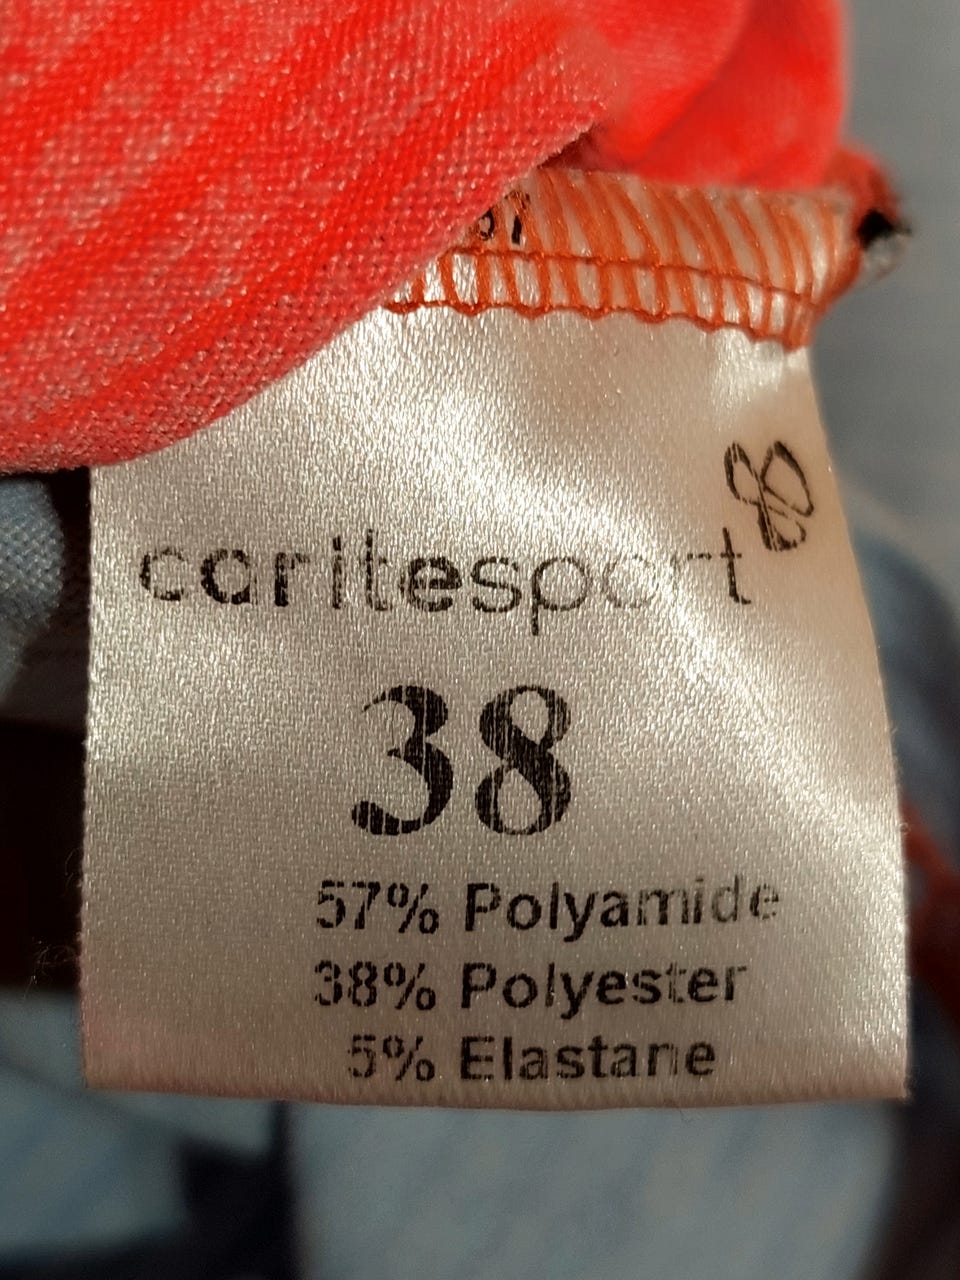 caritesport
38
57% Polyamide
38% Polyester
5% Elastane